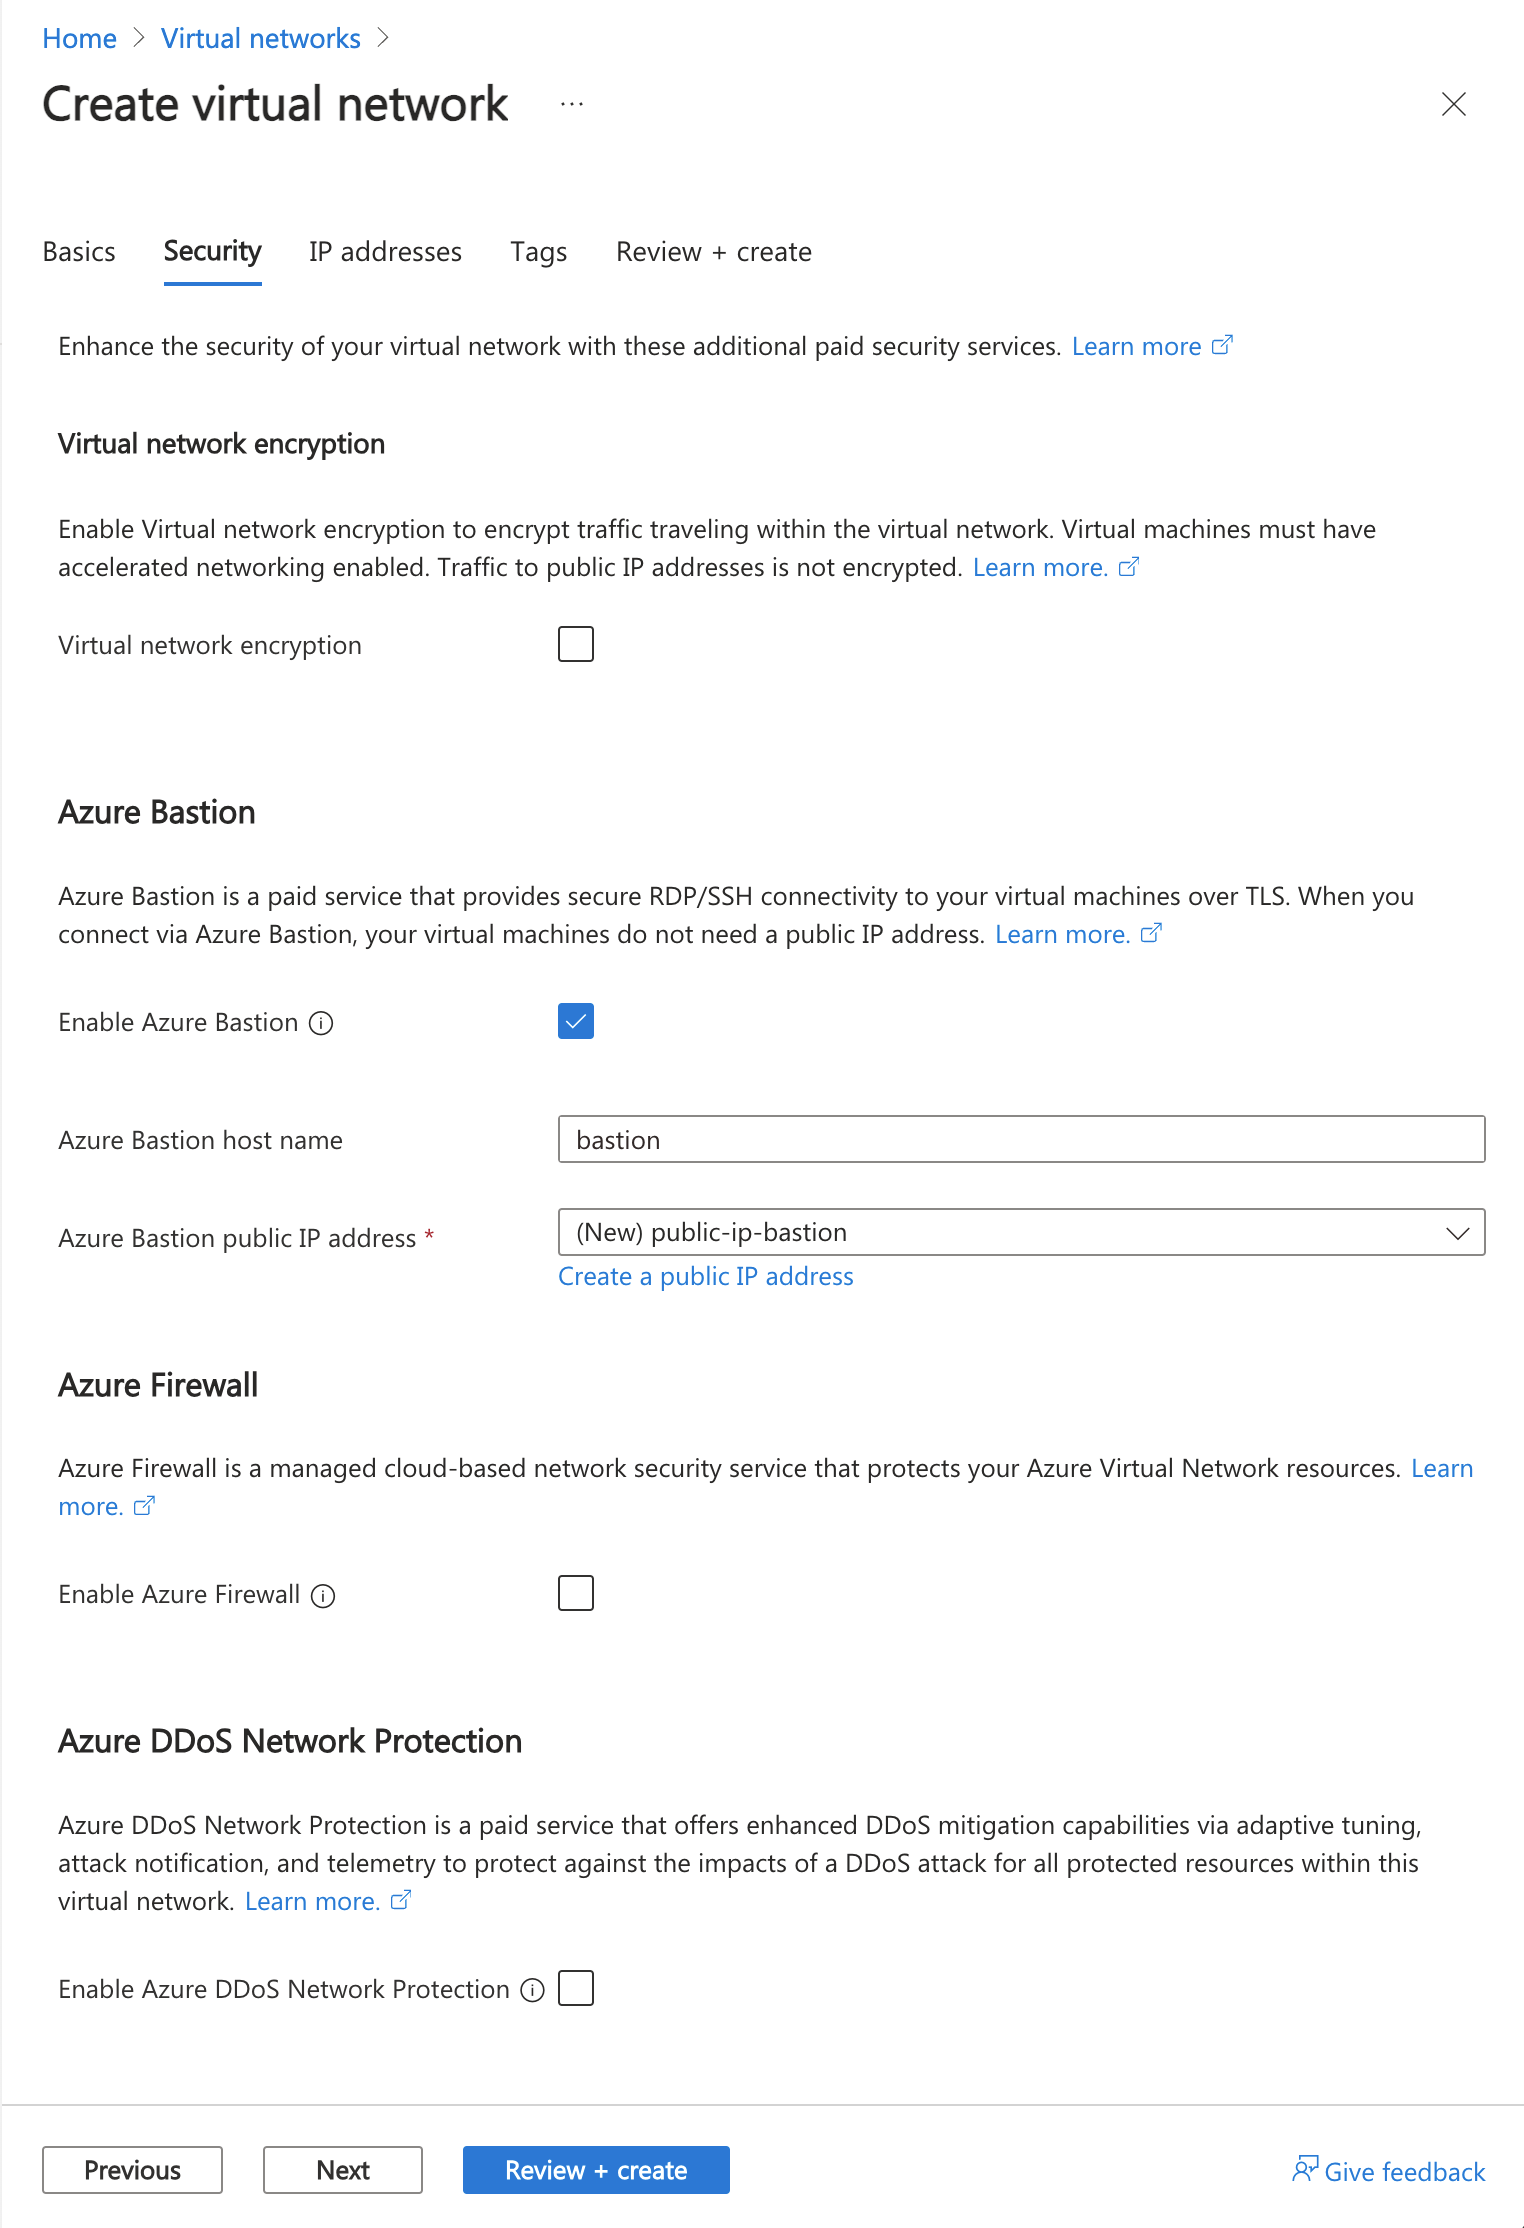 Home > Virtual networks >
Create virtual network ...
Basics Security IP addresses Tags Review + create
Enhance the security of your virtual network with these additional paid security services. Learn more
Virtual network encryption
Enable Virtual network encryption to encrypt traffic traveling within the virtual network. Virtual machines must have
accelerated networking enabled. Traffic to public IP addresses is not encrypted. Learn more.
Virtual network encryption
Azure Bastion
Azure Bastion is a paid service that provides secure RDP/SSH connectivity to your virtual machines over TLS. When you
connect via Azure Bastion, your virtual machines do not need a public IP address. Learn more.
Enable Azure Bastion
Azure Bastion host name bastion
Azure Bastion public IP address * (New) public-ip-bastion
Create a public IP address
Azure Firewall
Azure Firewall is a managed cloud-based network security service that protects your Azure Virtual Network resources. Learn
more.
Enable Azure Firewall
Azure DDoS Network Protection
Azure DDoS Network Protection is a paid service that offers enhanced DDoS mitigation capabilities via adaptive tuning,
attack notification, and telemetry to protect against the impacts of a DDoS attack for all protected resources within this
virtual network. Learn more.
Enable Azure DDoS Network Protection
Previous Next Review + create Give feedback